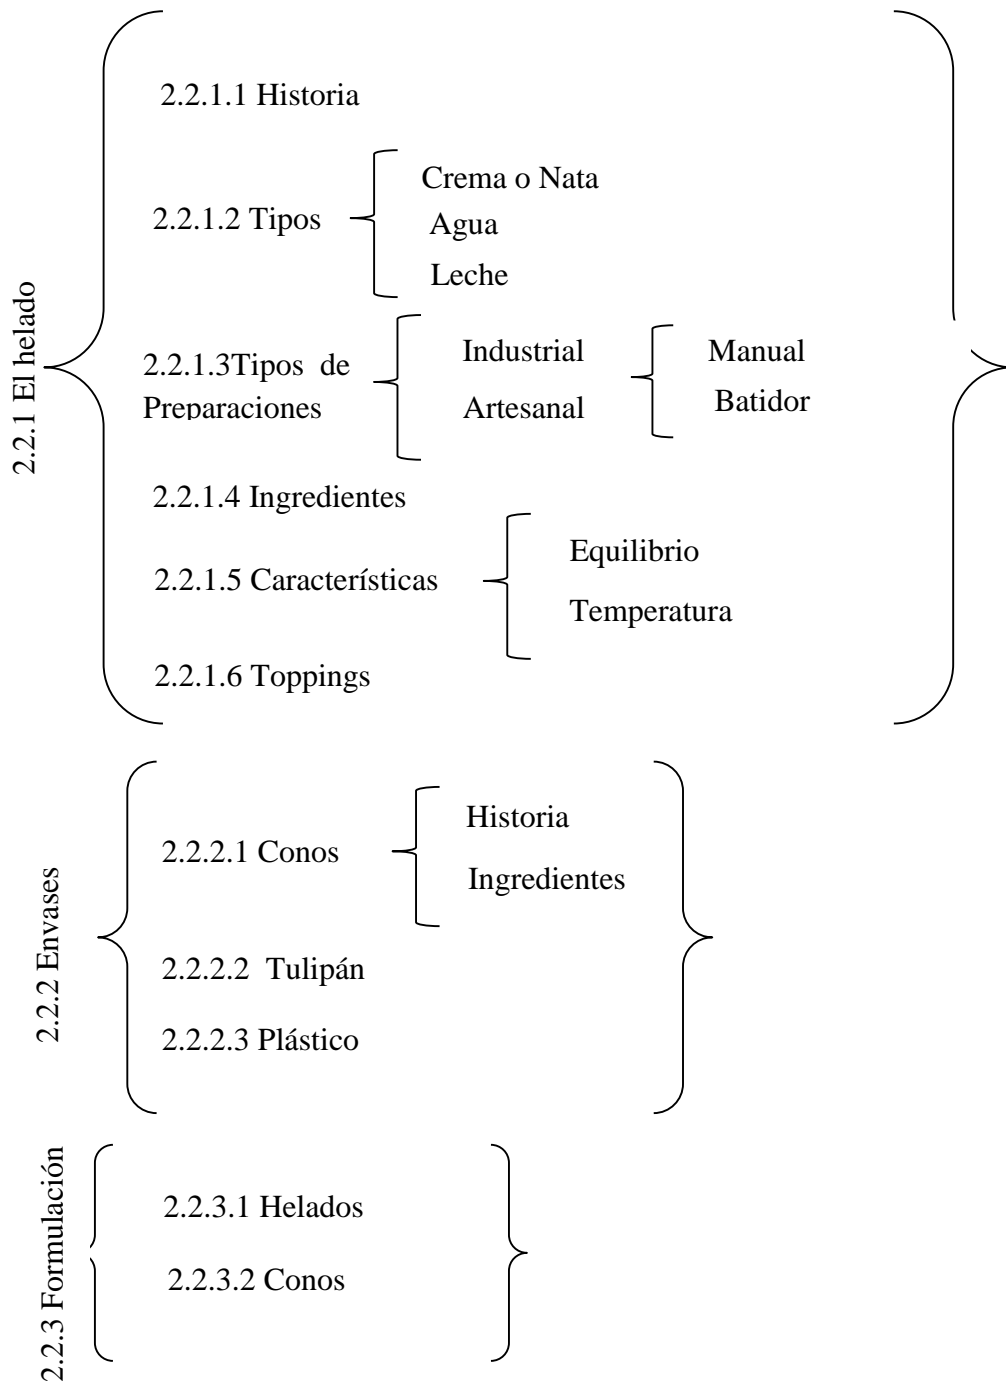 2.2.1 El helado
2.2.1.1 Historia
2.2.1.2 Tipos
Crema o Nata
Agua
Leche
2.2.1.3Tipos de
Preparaciones
Industrial
Artesanal
Manual
Batidor
2.2.1.4 Ingredientes
2.2.1.5 Características
Equilibrio
Temperatura
2.2.1.6 Toppings
2.2.2 Envases
2.2.2.1 Conos
Historia
Ingredientes
2.2.2.2 Tulipán
2.2.2.3 Plástico
2.2.3 Formulación
2.2.3.1 Helados
2.2.3.2 Conos